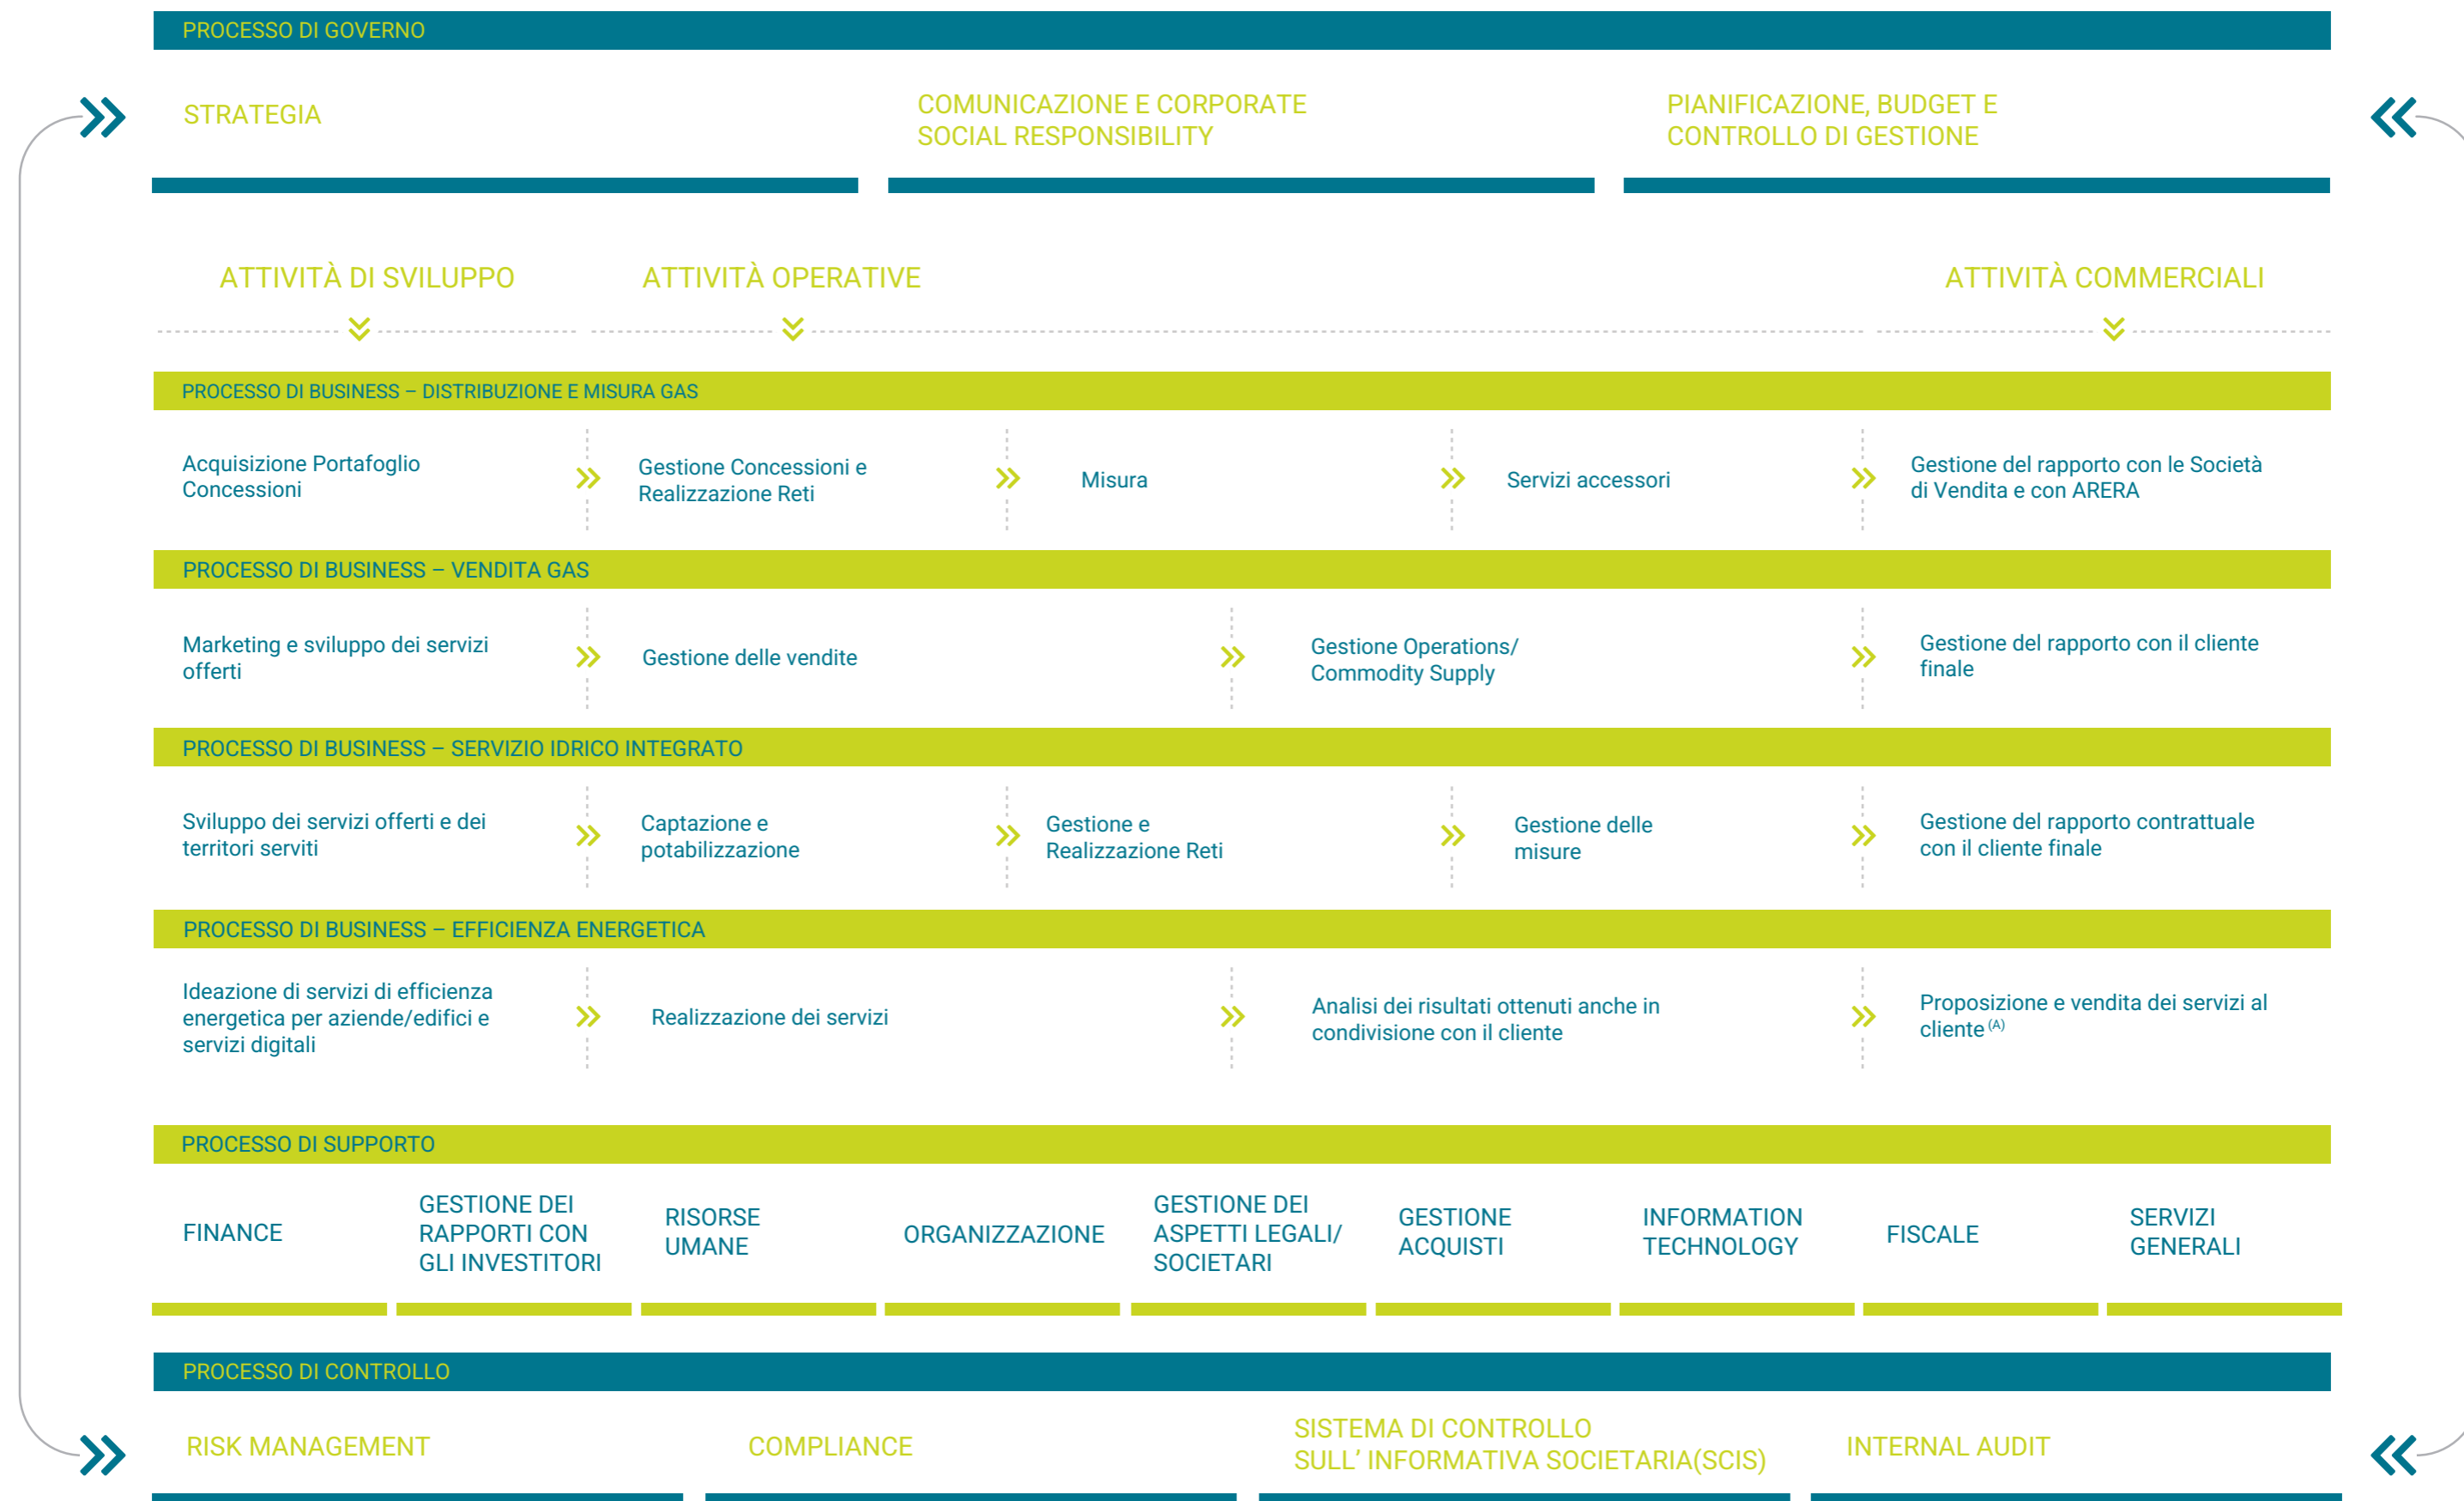 PROCESSO DI GOVERNO
STRATEGIA
COMUNICAZIONE E CORPORATE
SOCIAL RESPONSIBILITY
PIANIFICAZIONE, BUDGET E
CONTROLLO DI GESTIONE
ATTIVITÀ DI SVILUPPO
ATTIVITÀ OPERATIVE
ATTIVITÀ COMMERCIALI
PROCESSO DI BUSINESS – DISTRIBUZIONE E MISURA GAS
Acquisizione Portafoglio
Concessioni
Gestione Concessioni e
Realizzazione Reti
Misura
Servizi accessori
Gestione del rapporto con le Società
di Vendita e con ARERA
PROCESSO DI BUSINESS – VENDITA GAS
Marketing e sviluppo dei servizi
offerti
Gestione delle vendite
Gestione Operations/
Commodity Supply
Gestione del rapporto con il cliente
finale
PROCESSO DI BUSINESS – SERVIZIO IDRICO INTEGRATO
Sviluppo dei servizi offerti e dei
territori serviti
Captazione e
potabilizzazione
Gestione e
Realizzazione Reti
Gestione delle
misure
Gestione del rapporto contrattuale
con il cliente finale
PROCESSO DI BUSINESS – EFFICIENZA ENERGETICA
Ideazione di servizi di efficienza
energetica per aziende/edifici e
servizi digitali
Realizzazione dei servizi
Analisi dei risultati ottenuti anche in
condivisione con il cliente
Proposizione e vendita dei servizi al
cliente (A)
PROCESSO DI SUPPORTO
FINANCE
GESTIONE DEI
RAPPORTI CON
GLI INVESTITORI
RISORSE
UMANE
ORGANIZZAZIONE
GESTIONE DEI
ASPETTI LEGALI/
SOCIETARI
GESTIONE
ACQUISTI
INFORMATION
TECHNOLOGY
FISCALE
SERVIZI
GENERALI
PROCESSO DI CONTROLLO
RISK MANAGEMENT
COMPLIANCE
SISTEMA DI CONTROLLO
SULL' INFORMATIVA SOCIETARIA(SCIS)
INTERNAL AUDIT